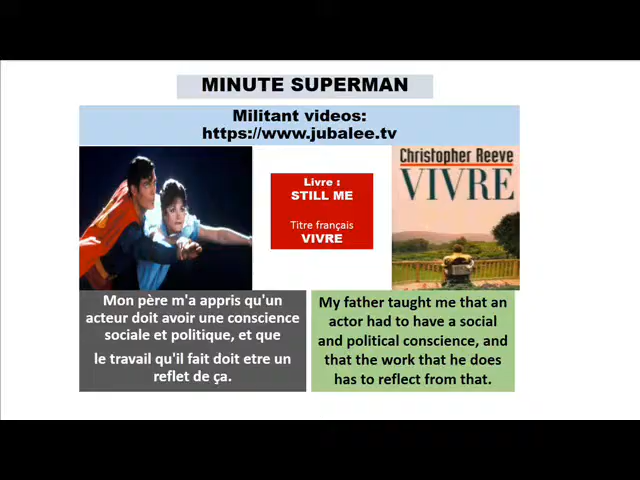 MINUTE SUPERMAN
Militant videos:
https://www.jubalee.tv
Livre :
STILL ME
Titre français
VIVRE
Christopher Reeve
VIVRE
Mon père m'a appris qu'un
acteur doit avoir une conscience
sociale et politique, et que
le travail qu'il fait doit etre un
reflet de ça.
My father taught me that an
actor had to have a social
and political conscience, and
that the work that he does
has to reflect from that.